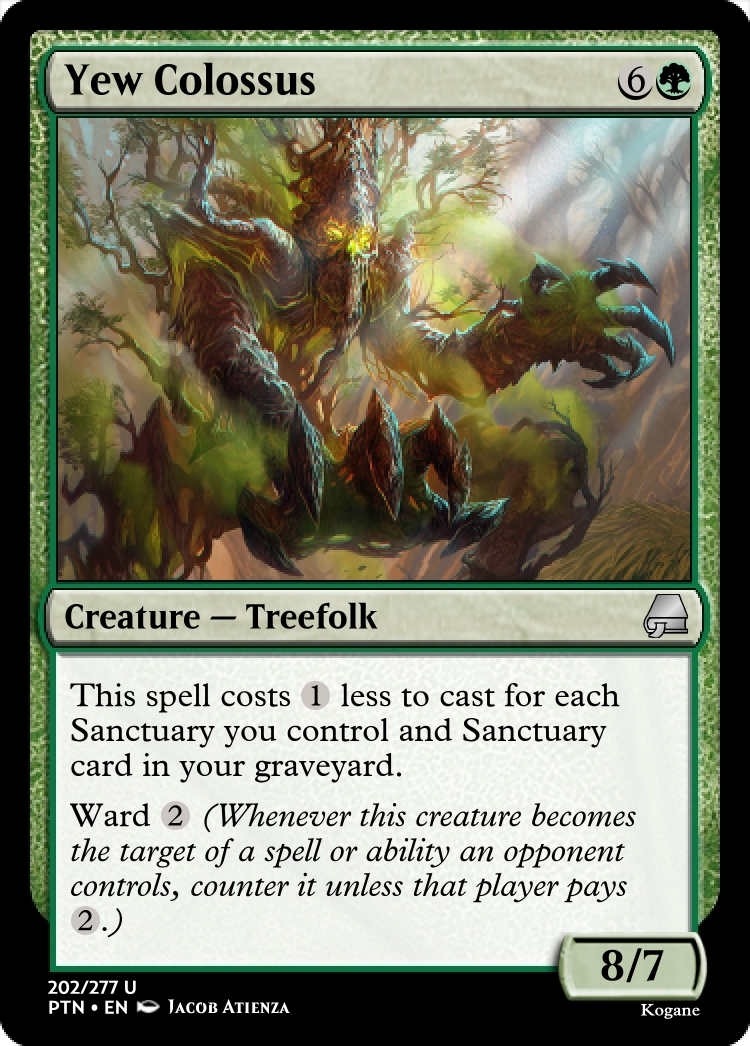 Yew Colossus 6
Creature — Treefolk
This spell costs 1 less to cast for each
Sanctuary you control and Sanctuary
card in your graveyard.
Ward 2 (Whenever this creature becomes
the target of a spell or ability an opponent
controls, counter it unless that player pays
2.)
8/7
202/277 U
PTN • EN Jacob Atienza
Kogane